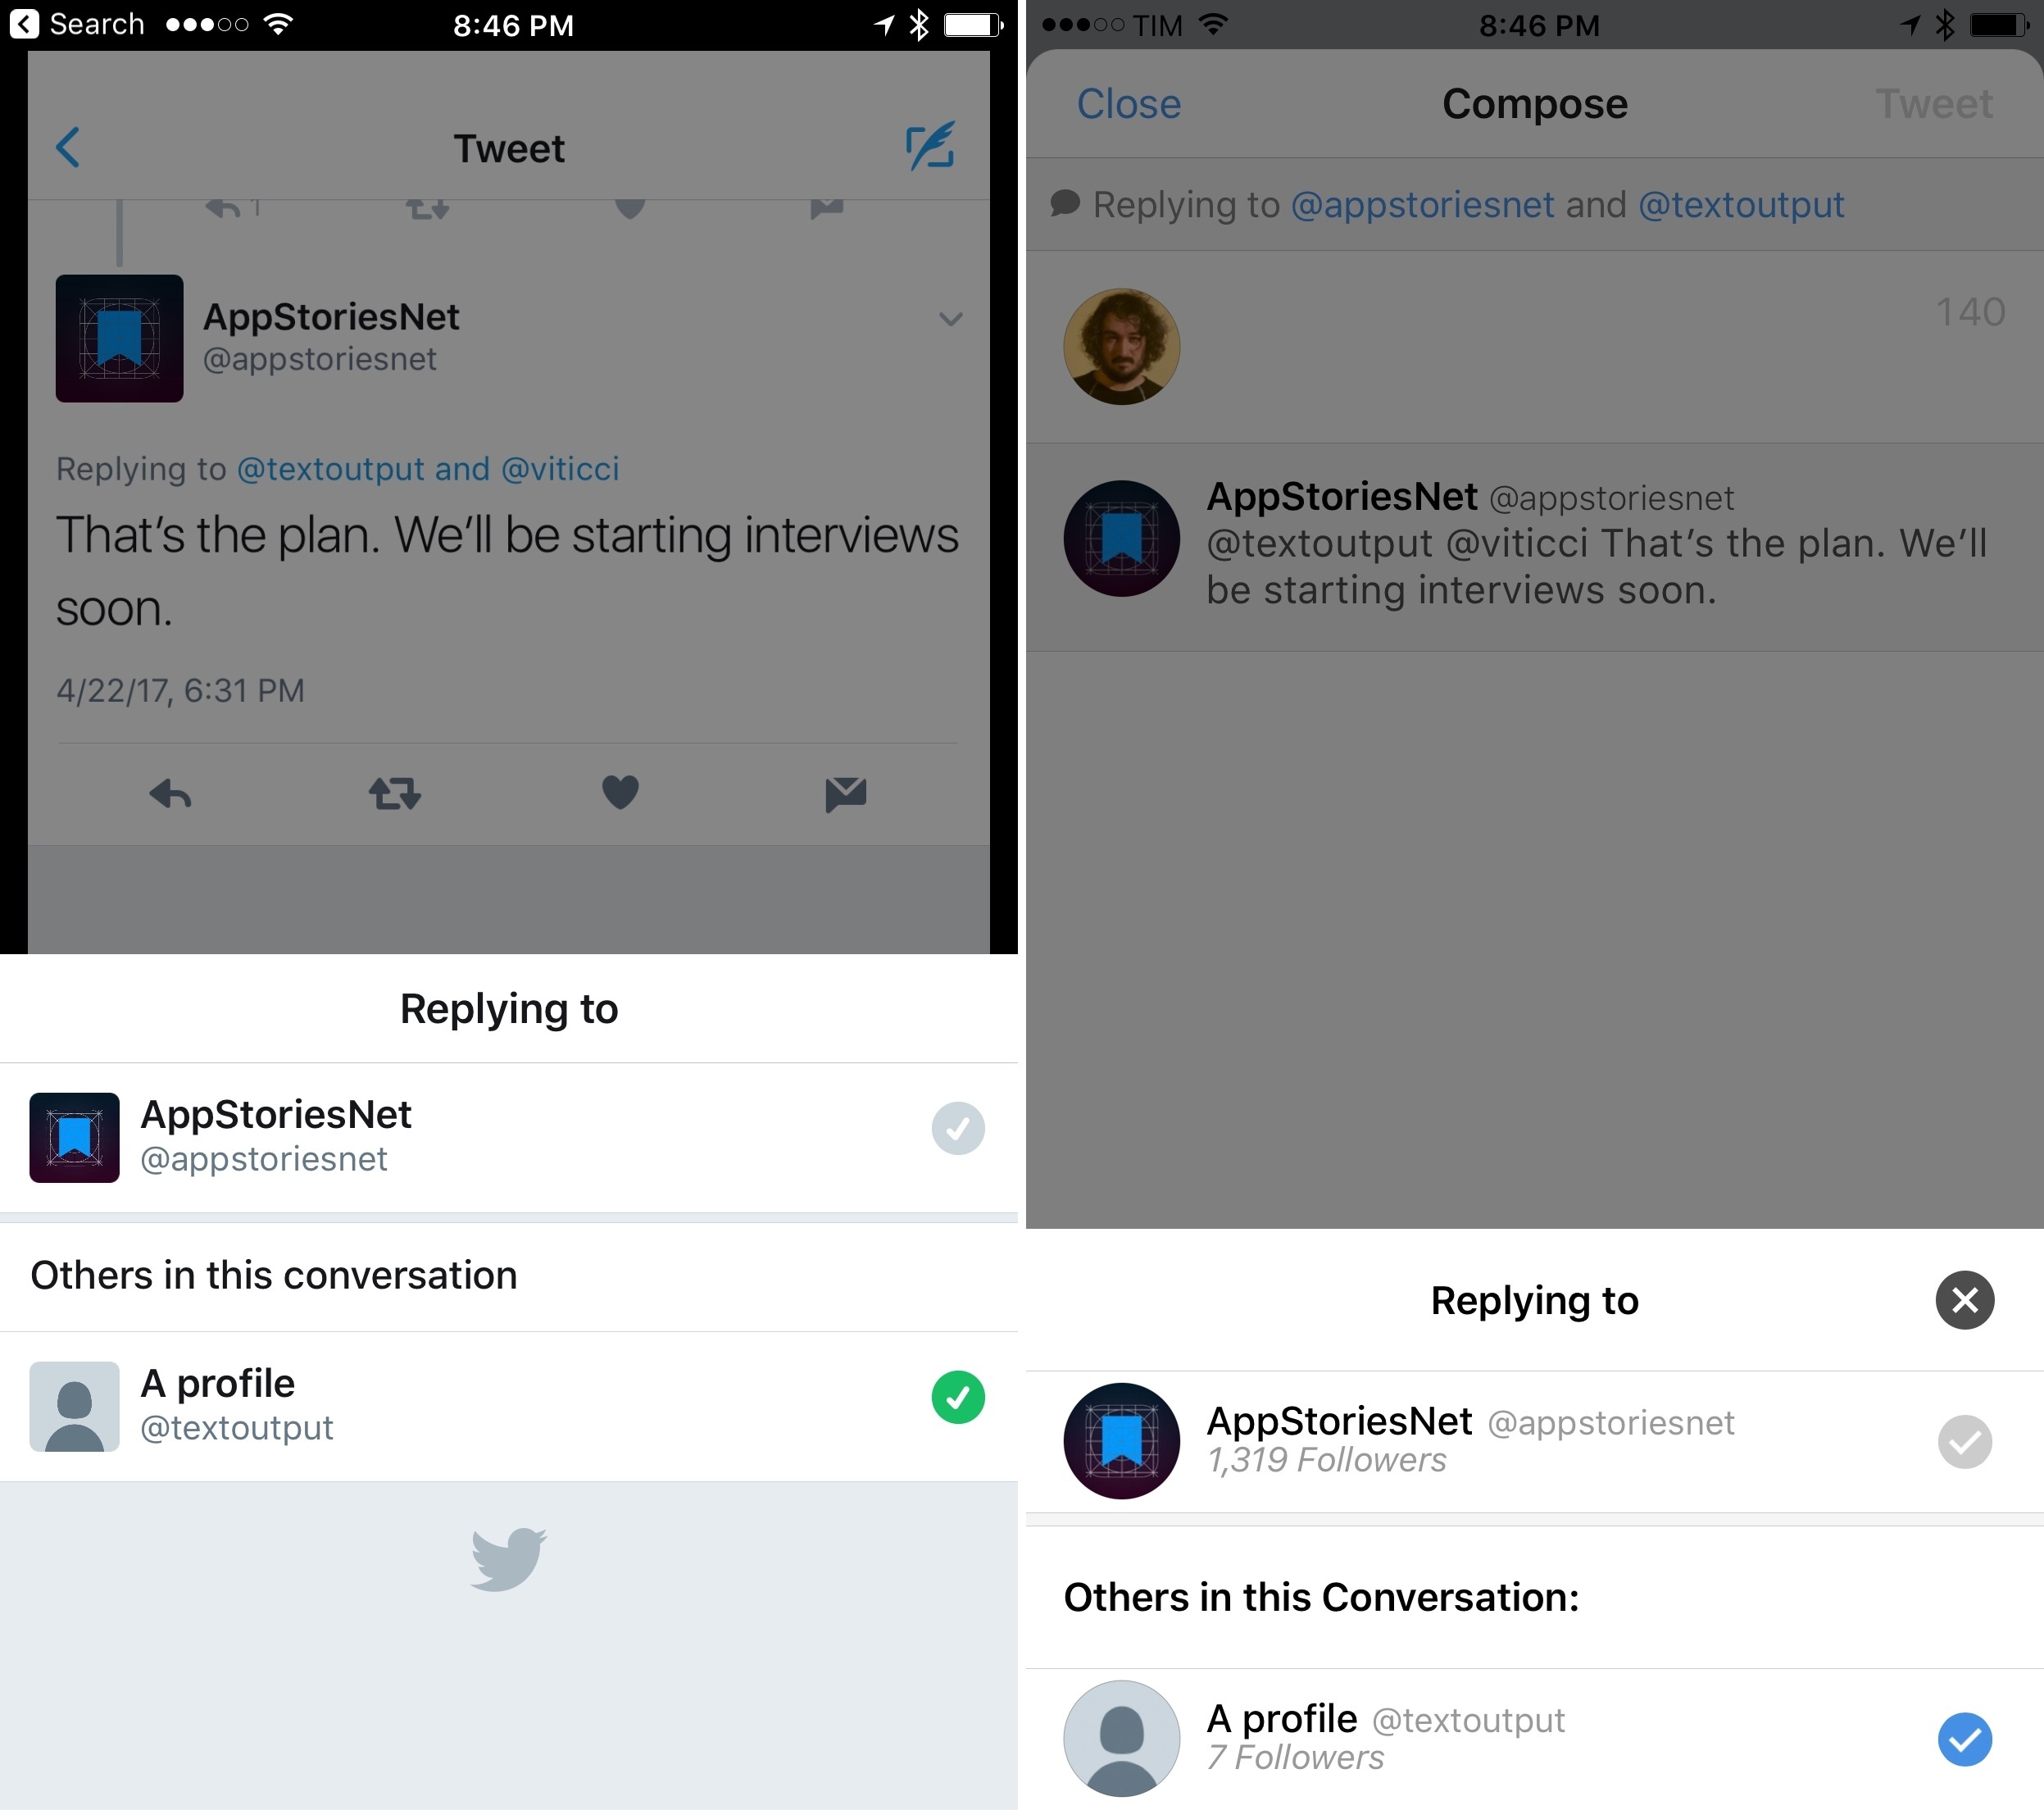 Search 8:46 PM
Tweet
1
AppStoriesNet
@appstoriesnet
Replying to @textoutput and @viticci
That’s the plan. We’ll be starting interviews
soon.
4/22/17, 6:31 PM
Replying to
AppStoriesNet
@appstoriesnet
Others in this conversation
A profile
@textoutput
TIM 8:46 PM
Close Compose Tweet
Replying to @appstoriesnet and @textoutput
140
AppStoriesNet @appstoriesnet
@textoutput @viticci That’s the plan. We’ll
be starting interviews soon.
Replying to
AppStoriesNet @appstoriesnet
1,319 Followers
Others in this Conversation:
A profile @textoutput
7 Followers